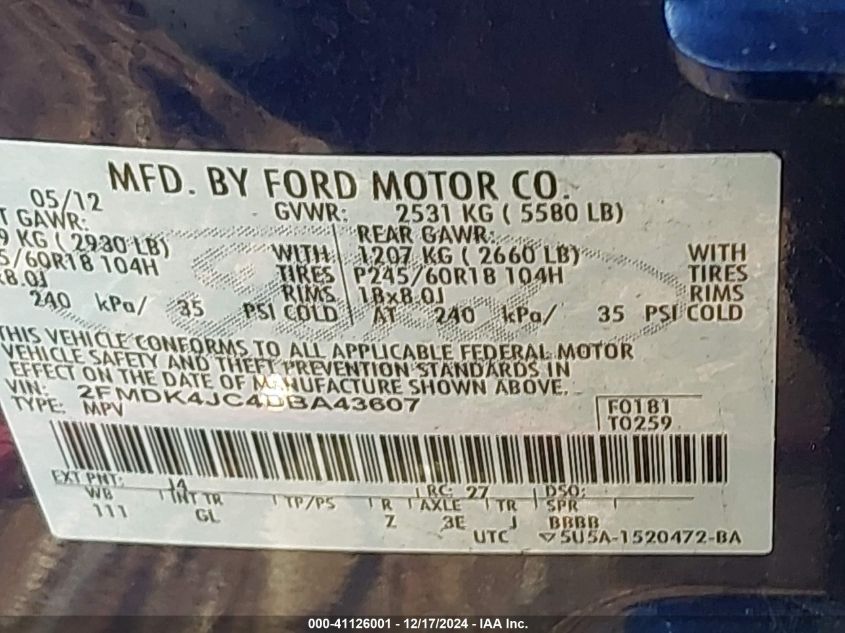 MFD. BY FORD MOTOR CO.
05/12 GVWR: 2531 KG ( 5580 LB)
GAWR: REAR GAWR:
KG ( 2930 LB) WITH 1207 KG ( 2660 LB) WITH
/60R18 104H TIRES P245/60R18 104H TIRES
x8.0J RIMS 18x8.0J RIMS
240 kPa/ 35 PSI COLD AT 240 kPa/ 35 PSI COLD
THIS VEHICLE CONFORMS TO ALL APPLICABLE FEDERAL MOTOR
VEHICLE SAFETY AND THEFT PREVENTION STANDARDS IN
EFFECT ON THE DATE OF MANUFACTURE SHOWN ABOVE.
VIN: 2FMDK4JC4DBA43607
TYPE: MPV
F0181
T0259
EXT PNT: J4 RC: 27 DSO:
WB INT TR TP/PS R AXLE TR SPR
111 GL Z 3E J BBBB
UTC ▽5U5A-1520472-BA
000-41126001 - 12/17/2024 - IAA Inc.